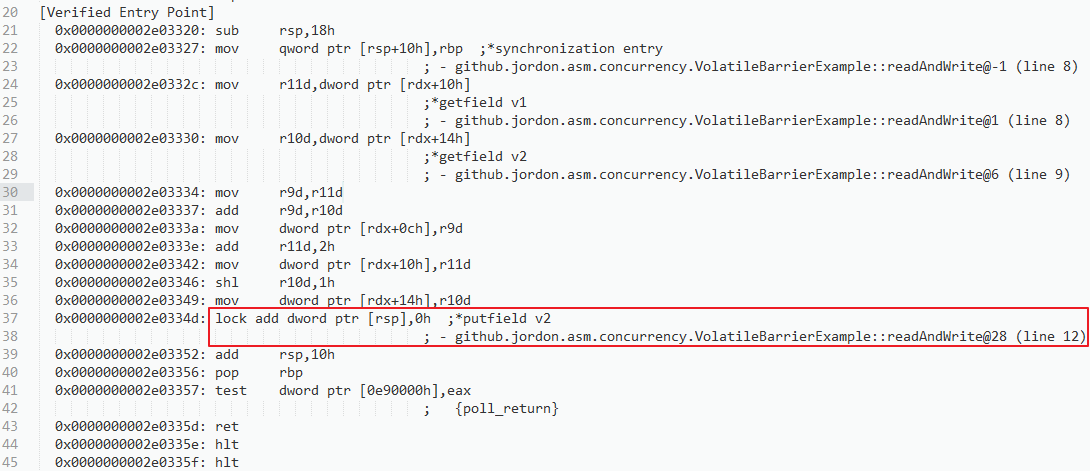 20 [Verified Entry Point]
21 0x0000000002e03320: sub rsp,18h
22 0x0000000002e03327: mov qword ptr [rsp+10h],rbp ;*synchronization entry
23 ; - github.jordon.asm.concurrency.VolatileBarrierExample::readAndWrite@-1 (line 8)
24 0x0000000002e0332c: mov r11d,dword ptr [rdx+10h]
25 ;*getfield v1
26 ; - github.jordon.asm.concurrency.VolatileBarrierExample::readAndWrite@1 (line 8)
27 0x0000000002e03330: mov r10d,dword ptr [rdx+14h]
28 ;*getfield v2
29 ; - github.jordon.asm.concurrency.VolatileBarrierExample::readAndWrite@6 (line 9)
30 0x0000000002e03334: mov r9d,r11d
31 0x0000000002e03337: add r9d,r10d
32 0x0000000002e0333a: mov dword ptr [rdx+0ch],r9d
33 0x0000000002e0333e: add r11d,2h
34 0x0000000002e03342: mov dword ptr [rdx+10h],r11d
35 0x0000000002e03346: shl r10d,1h
36 0x0000000002e03349: mov dword ptr [rdx+14h],r10d
37 0x0000000002e0334d: lock add dword ptr [rsp],0h ;*putfield v2
38 ; - github.jordon.asm.concurrency.VolatileBarrierExample::readAndWrite@28 (line 12)
39 0x0000000002e03352: add rsp,10h
40 0x0000000002e03356: pop rbp
41 0x0000000002e03357: test dword ptr [0e90000h],eax
42 ; {poll_return}
43 0x0000000002e0335d: ret
44 0x0000000002e0335e: hlt
45 0x0000000002e0335f: hlt